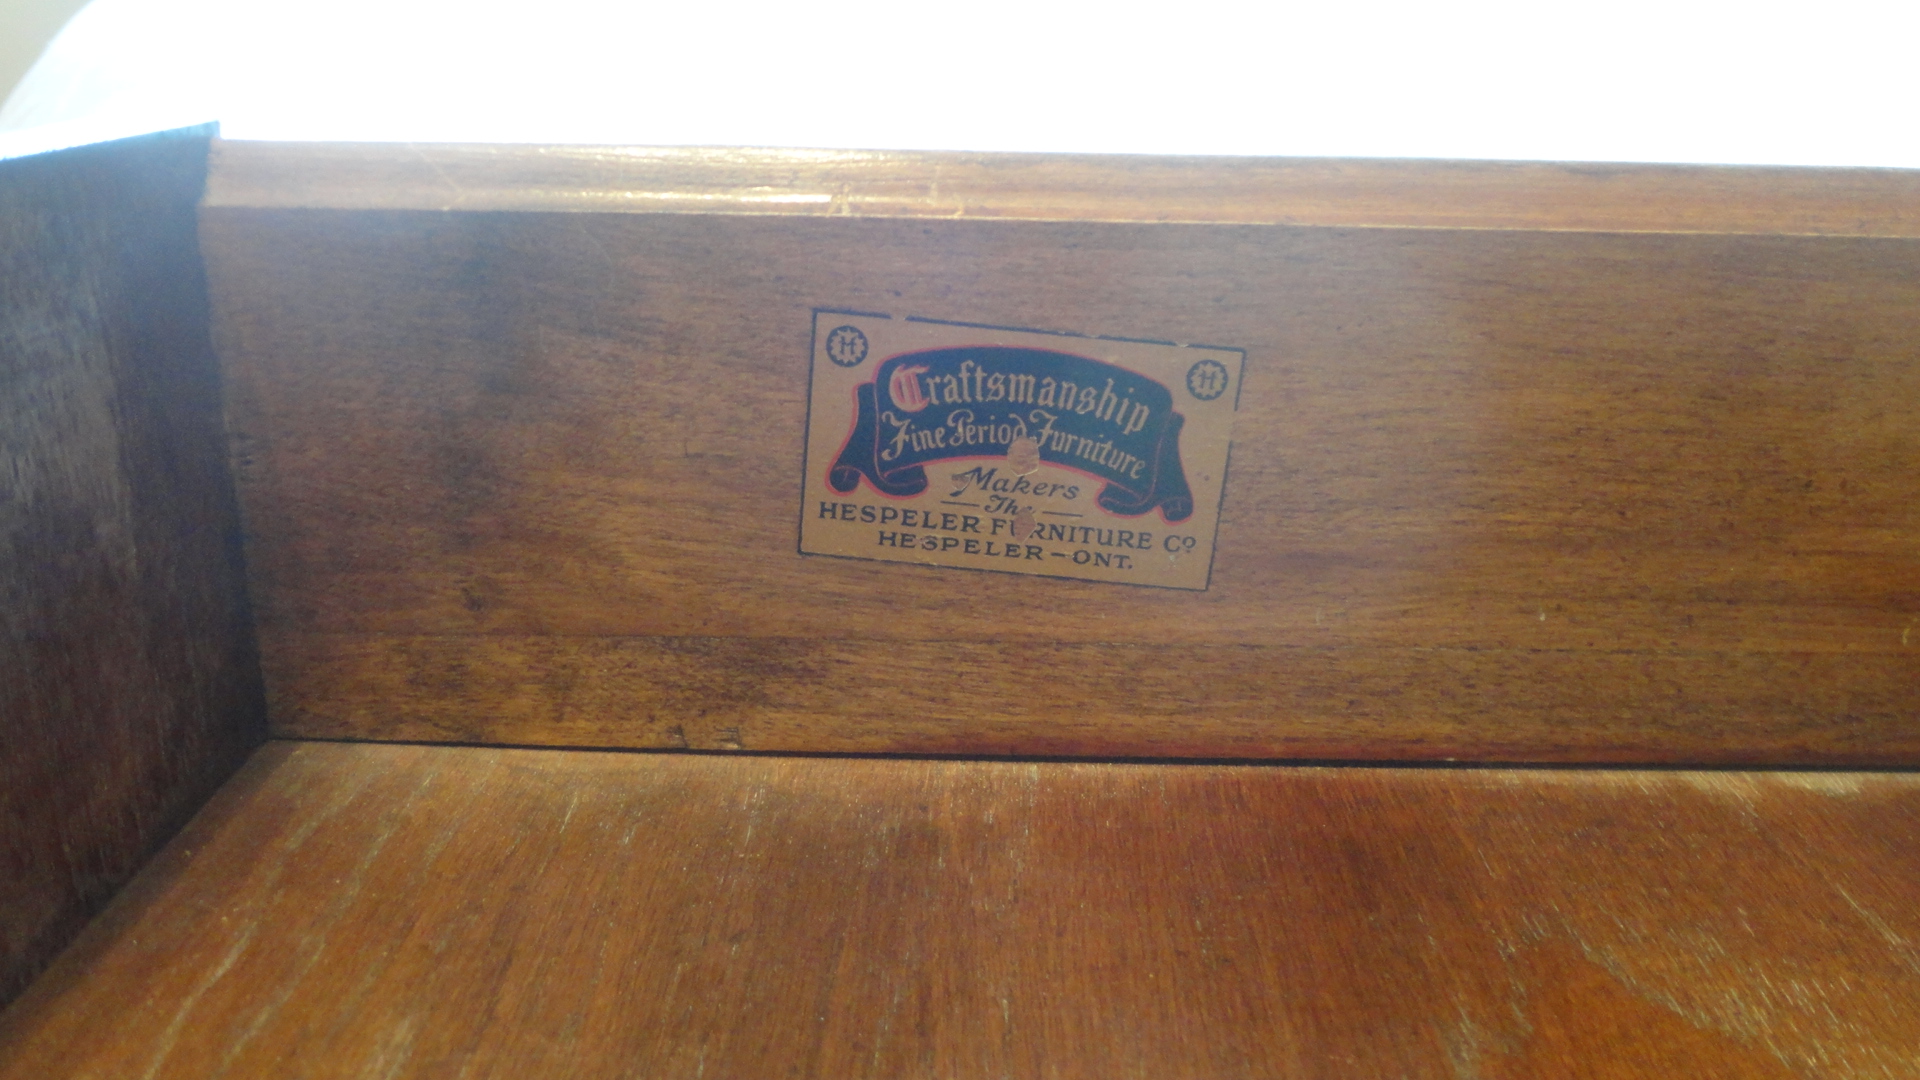 H H
Craftsmanship
Fine Period Furniture
Makers
The
HESPELER FURNITURE Co
HESPELER - ONT.